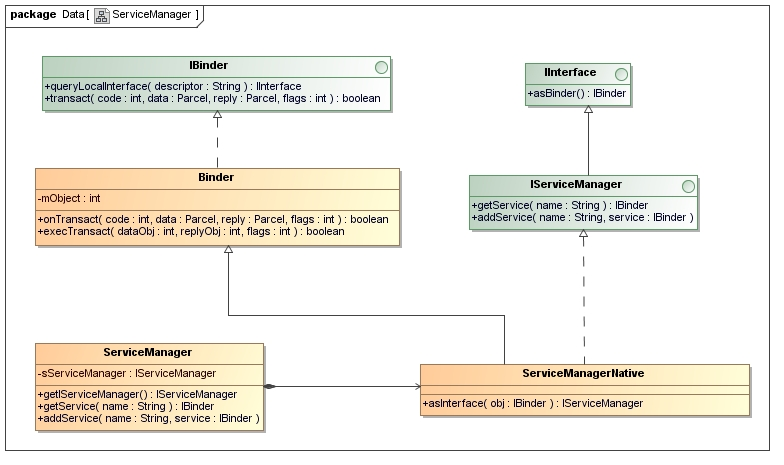 package Data[ ServiceManager ]
IBinder
+queryLocalInterface( descriptor : String ) : IInterface
+transact( code : int, data : Parcel, reply : Parcel, flags : int ) : boolean
IInterface
+asBinder() : IBinder
Binder
-mObject : int
+onTransact( code : int, data : Parcel, reply : Parcel, flags : int ) : boolean
+execTransact( dataObj : int, replyObj : int, flags : int ) : boolean
IServiceManager
+getService( name : String ) : IBinder
+addService( name : String, service : IBinder )
ServiceManager
-sServiceManager : IServiceManager
+getIServiceManager() : IServiceManager
+getService( name : String ) : IBinder
+addService( name : String, service : IBinder )
ServiceManagerNative
+asInterface( obj : IBinder ) : IServiceManager